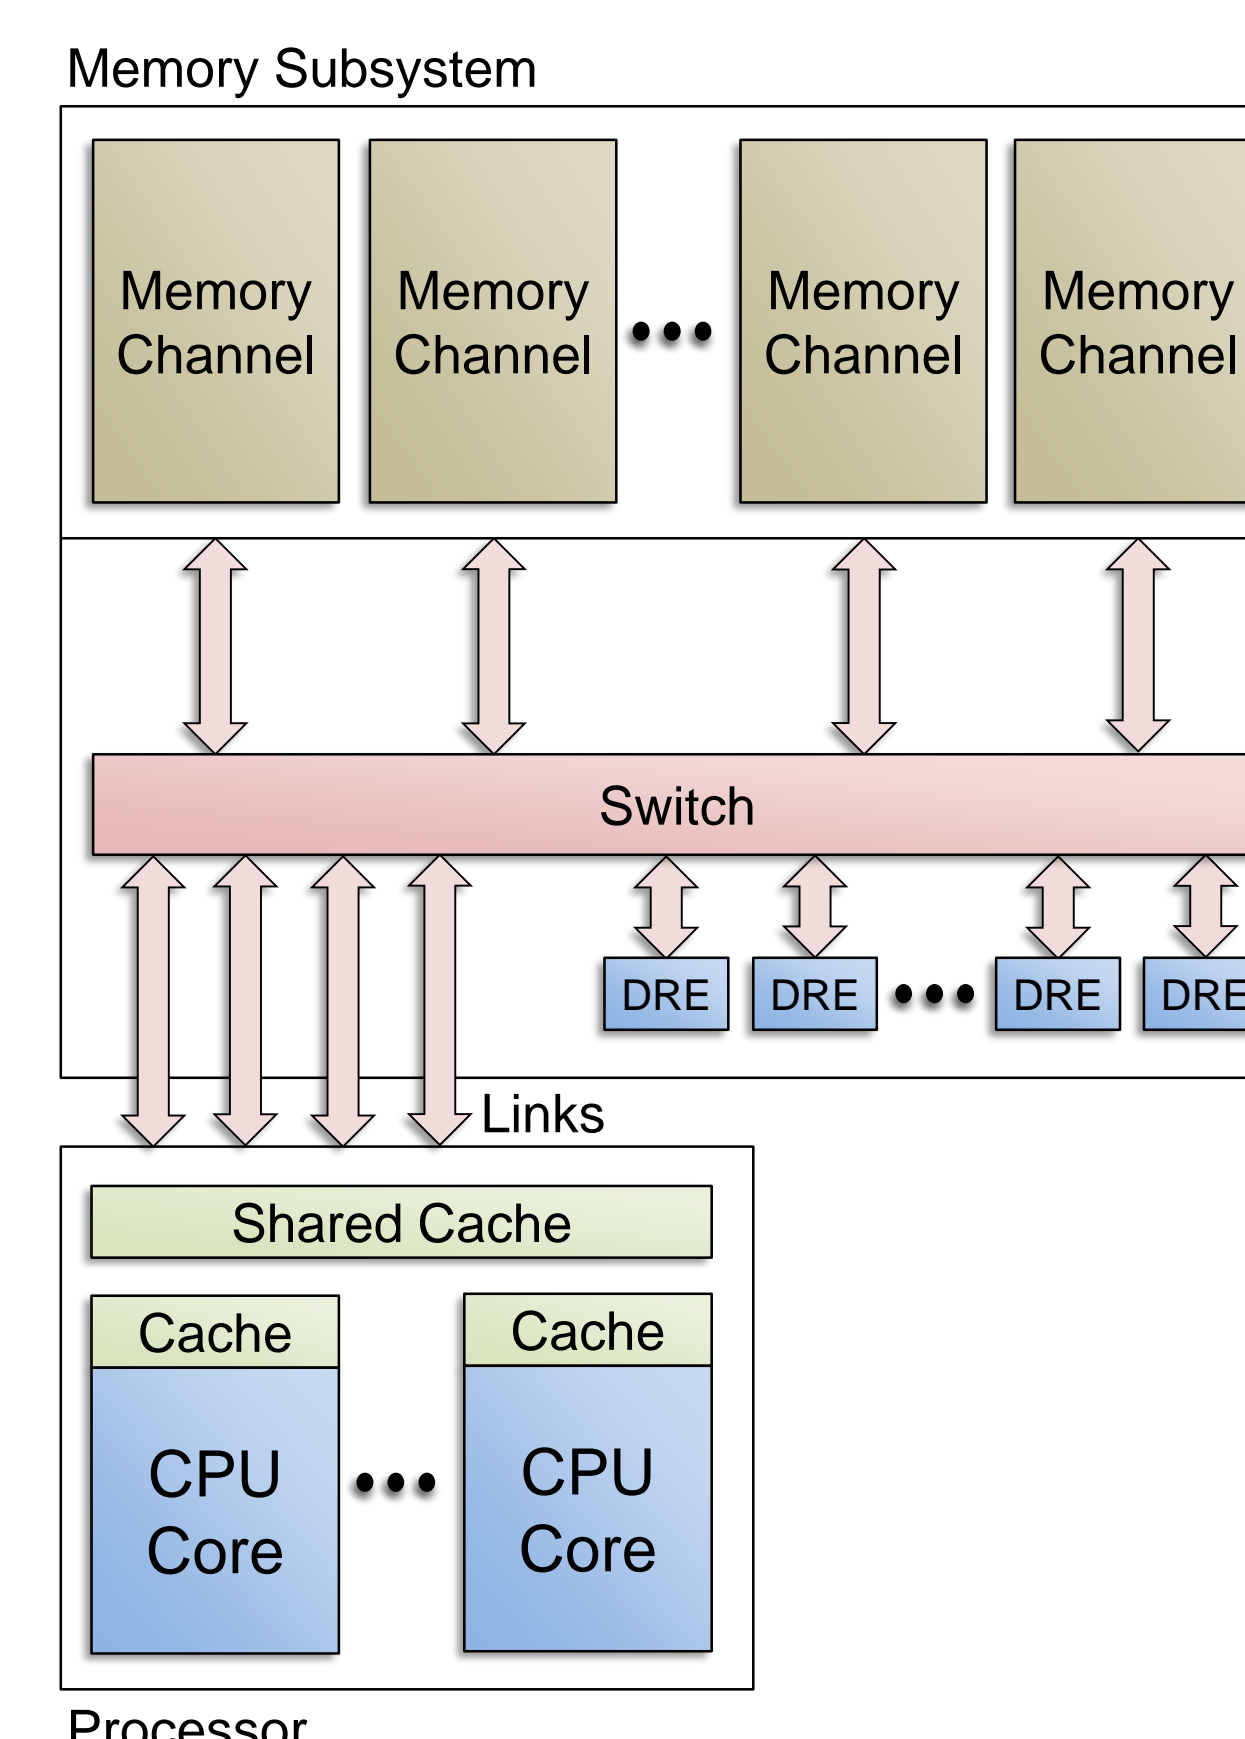 Memory Subsystem
Memory Memory Memory Memory
Channel Channel ••• Channel Channel
Switch
DRE DRE ••• DRE DRE
Links
Shared Cache
Cache Cache
CPU ••• CPU
Core Core
Processor